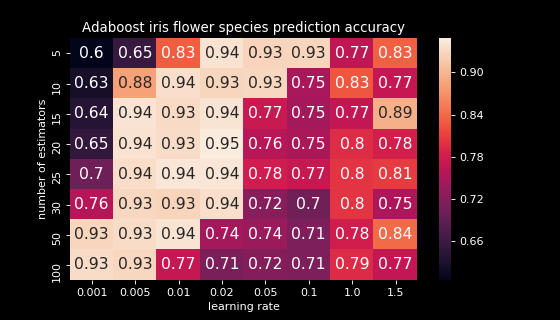 Adaboost iris flower species prediction accuracy
5 0.6 0.65 0.83 0.94 0.93 0.93 0.77 0.83
10 0.63 0.88 0.94 0.93 0.93 0.75 0.83 0.77
15 0.64 0.94 0.93 0.94 0.77 0.75 0.77 0.89
20 0.65 0.94 0.93 0.95 0.76 0.75 0.8 0.78
25 0.7 0.94 0.94 0.94 0.78 0.77 0.8 0.81
30 0.76 0.93 0.93 0.94 0.72 0.7 0.8 0.75
50 0.93 0.93 0.94 0.74 0.74 0.71 0.78 0.84
100 0.93 0.93 0.77 0.71 0.72 0.71 0.79 0.77
0.001 0.005 0.01 0.02 0.05 0.1 1.0 1.5
learning rate
number of estimators
0.90
0.84
0.78
0.72
0.66